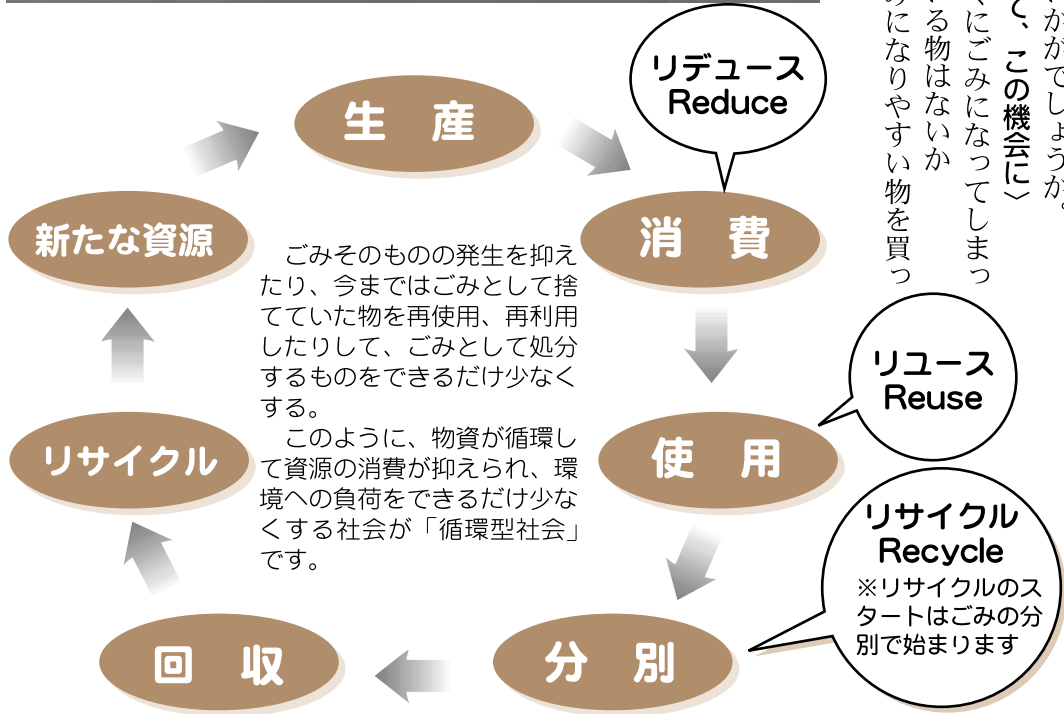 かがでしょうか。
て、この機会に〉
にごみになってしまっ
る物はないか
みになりやすい物を買っ
リデュース
Reduce
生　産
消　費
新たな資源
　ごみそのものの発生を抑え
たり、今まではごみとして捨
てていた物を再使用、再利用
したりして、ごみとして処分
するものをできるだけ少なく
する。
　このように、物資が循環し
て資源の消費が抑えられ、環
境への負荷をできるだけ少な
くする社会が「循環型社会」
です。
リユース
Reuse
使　用
リサイクル
リサイクル
Recycle
※リサイクルのス
タートはごみの分
別で始まります
分　別
回　収